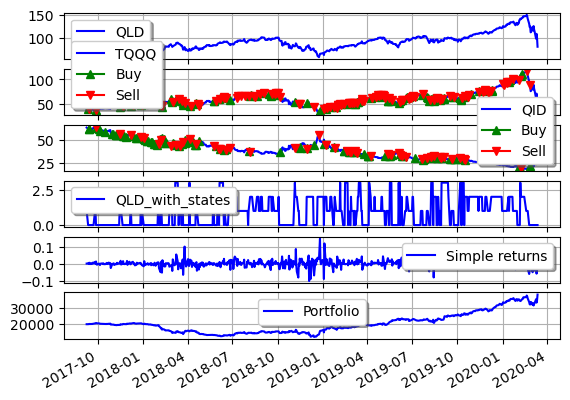 150
100
QLD
100
50
TQQQ
Buy
Sell
50
25
QID
Buy
Sell
2.5
0.0
QLD_with_states
0.1
0.0
−0.1
Simple returns
30000
20000
Portfolio
2017-10
2018-01
2018-04
2018-07
2018-10
2019-01
2019-04
2019-07
2019-10
2020-01
2020-04